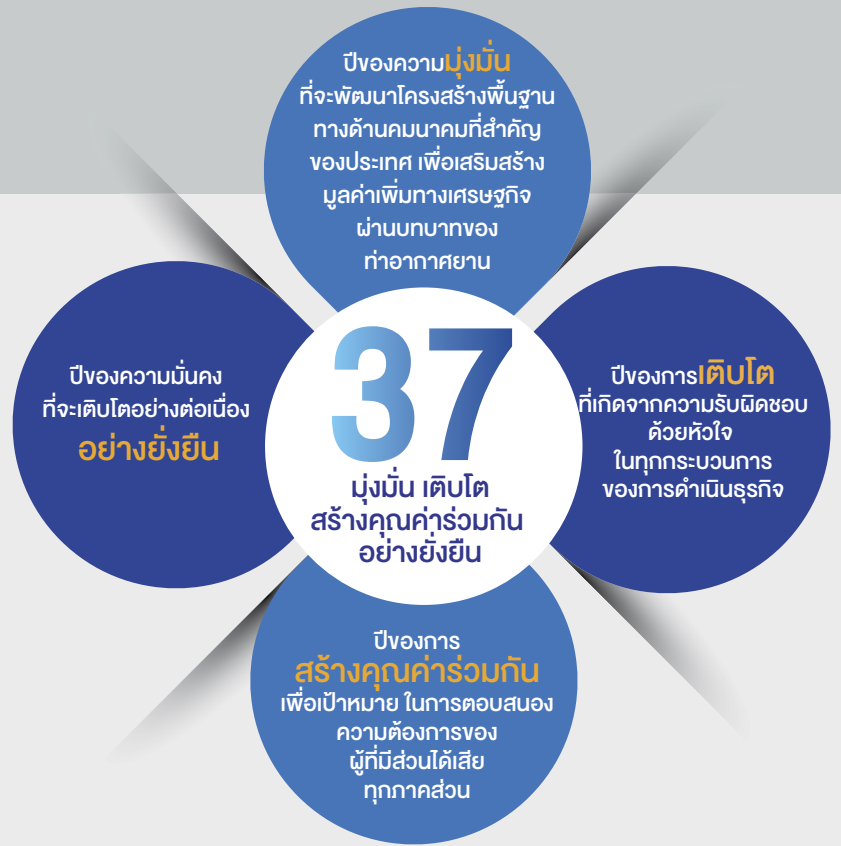 ปีของความมุ่งมั่น
ที่จะพัฒนาโครงสร้างพื้นฐาน
ทางด้านคมนาคมที่สำคัญ
ของประเทศ เพื่อเสริมสร้าง
มูลค่าเพิ่มทางเศรษฐกิจ
ผ่านบทบาทของ
ท่าอากาศยาน
ปีของความมั่นคง
ที่จะเติบโตอย่างต่อเนื่อง
อย่างยั่งยืน
37
มุ่งมั่น เติบโต
สร้างคุณค่าร่วมกัน
อย่างยั่งยืน
ปีของการเติบโต
ที่เกิดจากความรับผิดชอบ
ด้วยหัวใจ
ในทุกกระบวนการ
ของการดำเนินธุรกิจ
ปีของการ
สร้างคุณค่าร่วมกัน
เพื่อเป้าหมาย ในการตอบสนอง
ความต้องการของ
ผู้ที่มีส่วนได้เสีย
ทุกภาคส่วน